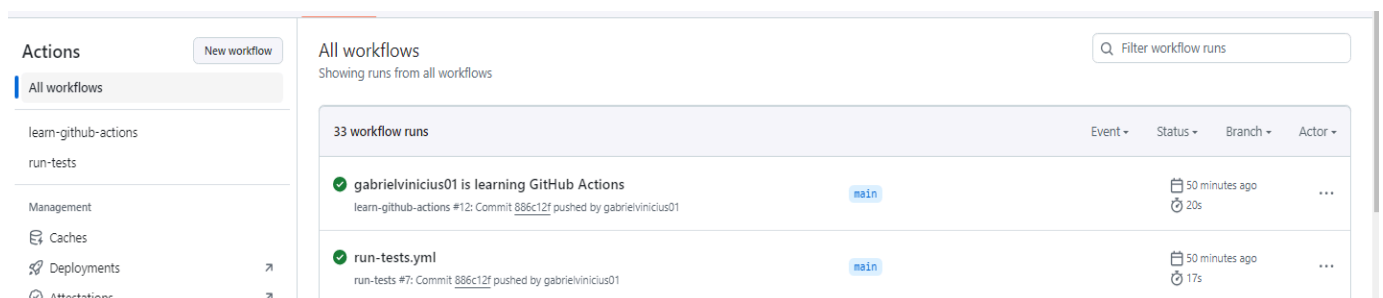 Actions
New workflow
All workflows
learn-github-actions
run-tests
Management
Caches
Deployments
Attestations
All workflows
Showing runs from all workflows
Filter workflow runs
33 workflow runs
Event
Status
Branch
Actor
gabrielvinicius01 is learning GitHub Actions
learn-github-actions #12: Commit 886c12f pushed by gabrielvinicius01
main
50 minutes ago
20s
run-tests.yml
run-tests #7: Commit 886c12f pushed by gabrielvinicius01
main
50 minutes ago
17s